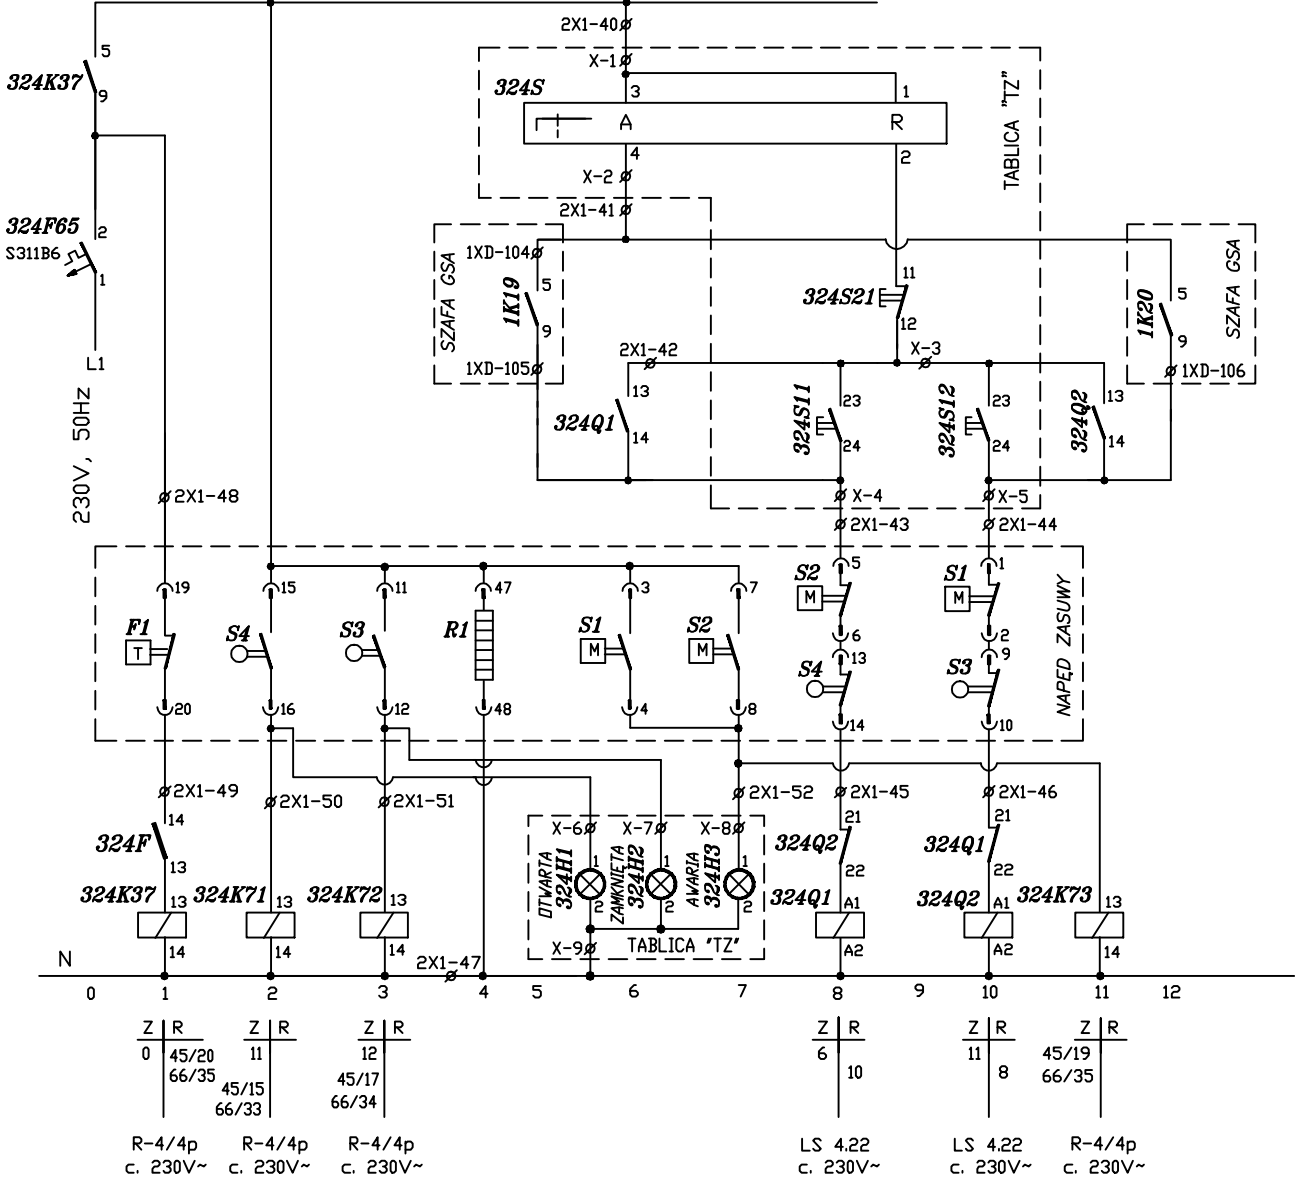 2X1-40
5
324K37
9
X-1
324S
3
1
A
R
4
2
TABLICA "TZ"
X-2
2X1-41
324F65
2
S311B6
1
L1
230V, 50Hz
SZAFA GSA
1XD-104
5
1K19
9
1XD-105
11
324S21
12
X-3
SZAFA GSA
5
1K20
9
1XD-106
2X1-42
13
324Q1
14
23
324S11
24
23
324S12
24
13
324Q2
14
2X1-48
X-4
X-5
2X1-43
2X1-44
19
15
11
47
3
7
5
1
F1
T
S4
S3
R1
S1
M
S2
M
S2
M
S1
M
6
2
13
9
S4
S3
NAPĘD ZASUWY
20
16
12
48
4
8
14
10
2X1-49
2X1-50
2X1-51
2X1-52
2X1-45
2X1-46
14
324F
13
X-6
X-7
X-8
OTWARTA
324H1
1
2
ZAMKNIĘTA
324H2
1
2
AWARIA
324H3
1
2
21
324Q2
22
21
324Q1
22
324K37
13
14
324K71
13
14
324K72
13
14
324Q1
A1
A2
324Q2
A1
A2
324K73
13
14
X-9
TABLICA "TZ"
N
2X1-47
0 1 2 3 4 5 6 7 8 9 10 11 12
Z R
0 45/20
66/35
Z R
11
45/15
66/33
Z R
12
45/17
66/34
Z R
6
10
Z R
11
8
Z R
45/19
66/35
R-4/4p
c. 230V~
R-4/4p
c. 230V~
R-4/4p
c. 230V~
LS 4.22
c. 230V~
LS 4.22
c. 230V~
R-4/4p
c. 230V~